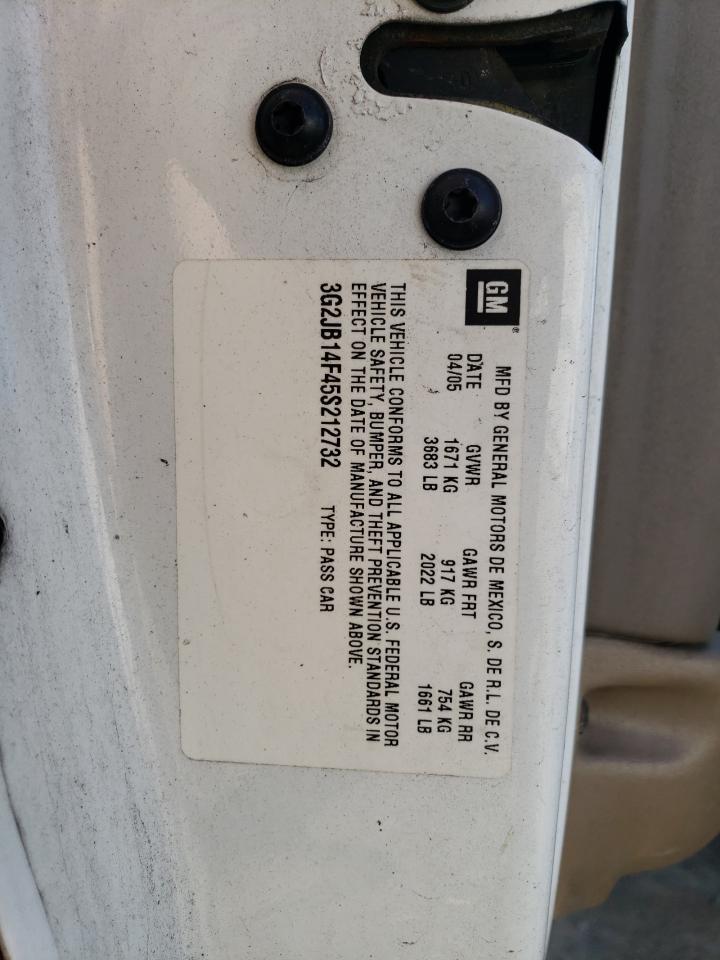 GM®
MFD BY GENERAL MOTORS DE MEXICO, S. DE R.L. DE C.V.
DATE GVWR GAWR FRT GAWR RR
04/05 1671 KG 917 KG 754 KG
3683 LB 2022 LB 1661 LB
THIS VEHICLE CONFORMS TO ALL APPLICABLE U.S. FEDERAL MOTOR
VEHICLE SAFETY, BUMPER, AND THEFT PREVENTION STANDARDS IN
EFFECT ON THE DATE OF MANUFACTURE SHOWN ABOVE.
3G2JB14F45S212732 TYPE: PASS CAR